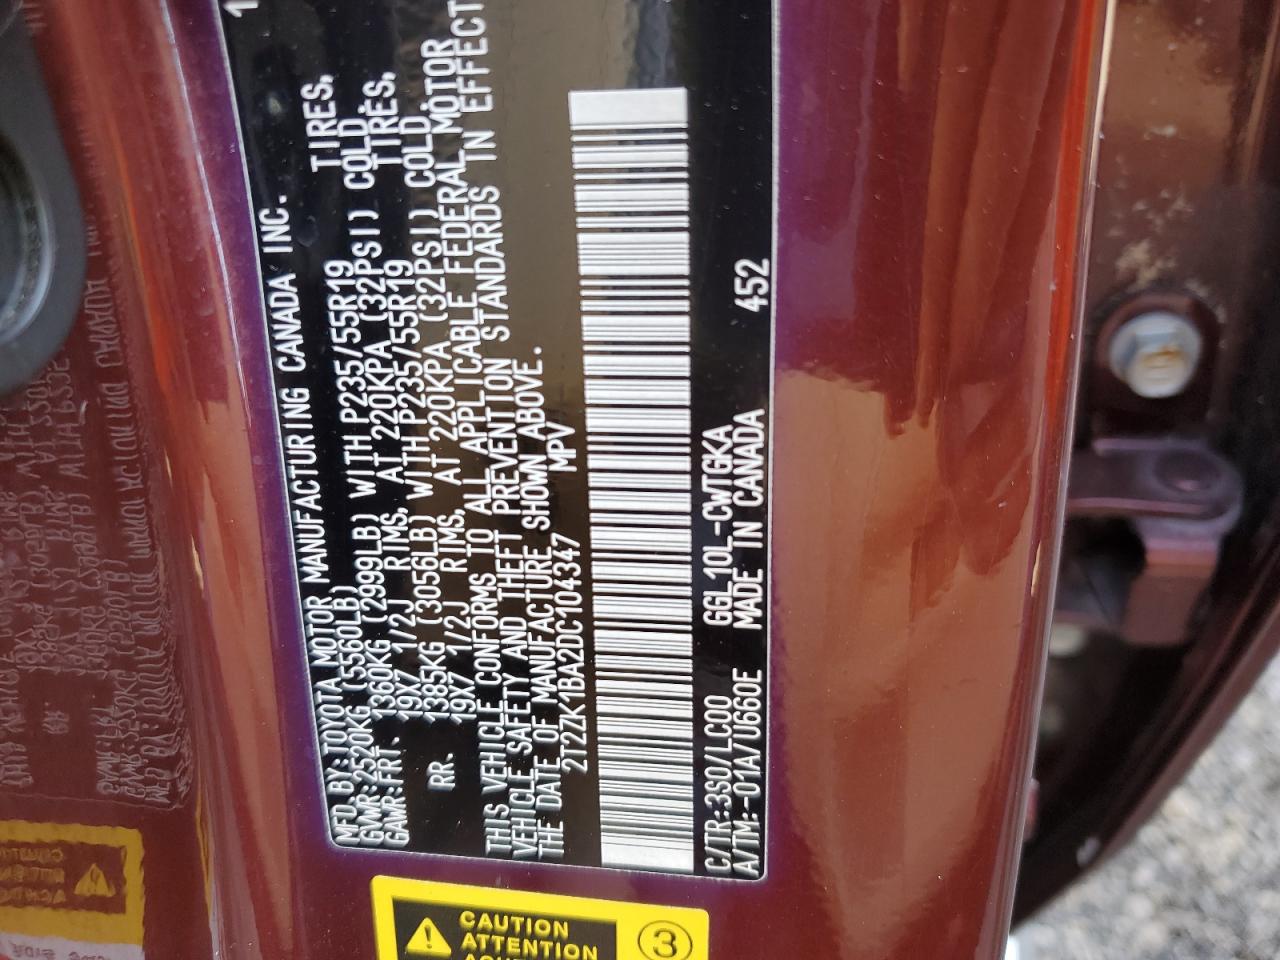 MFD.BY:TOYOTA MOTOR MANUFACTURING CANADA INC.
GVWR:2520KG (5560LB)
GAWR:FRT. 1360KG (2999LB) WITH P235/55R19 TIRES,
19X7 1/2J RIMS, AT 220KPA (32PSI) COLD
RR. 1385KG (3056LB) WITH P235/55R19 TIRES,
19X7 1/2J RIMS, AT 220KPA (32PSI) COLD
THIS VEHICLE CONFORMS TO ALL APPLICABLE FEDERAL MOTOR
VEHICLE SAFETY AND THEFT PREVENTION STANDARDS IN EFFECT
THE DATE OF MANUFACTURE SHOWN ABOVE.
2T2ZK1BA2DC104347 MPV
C/TR:3S0/LC00 GGL10L-CWTGKA 452
A/TM:-01A/U660E MADE IN CANADA
CAUTION
ATTENTION
3